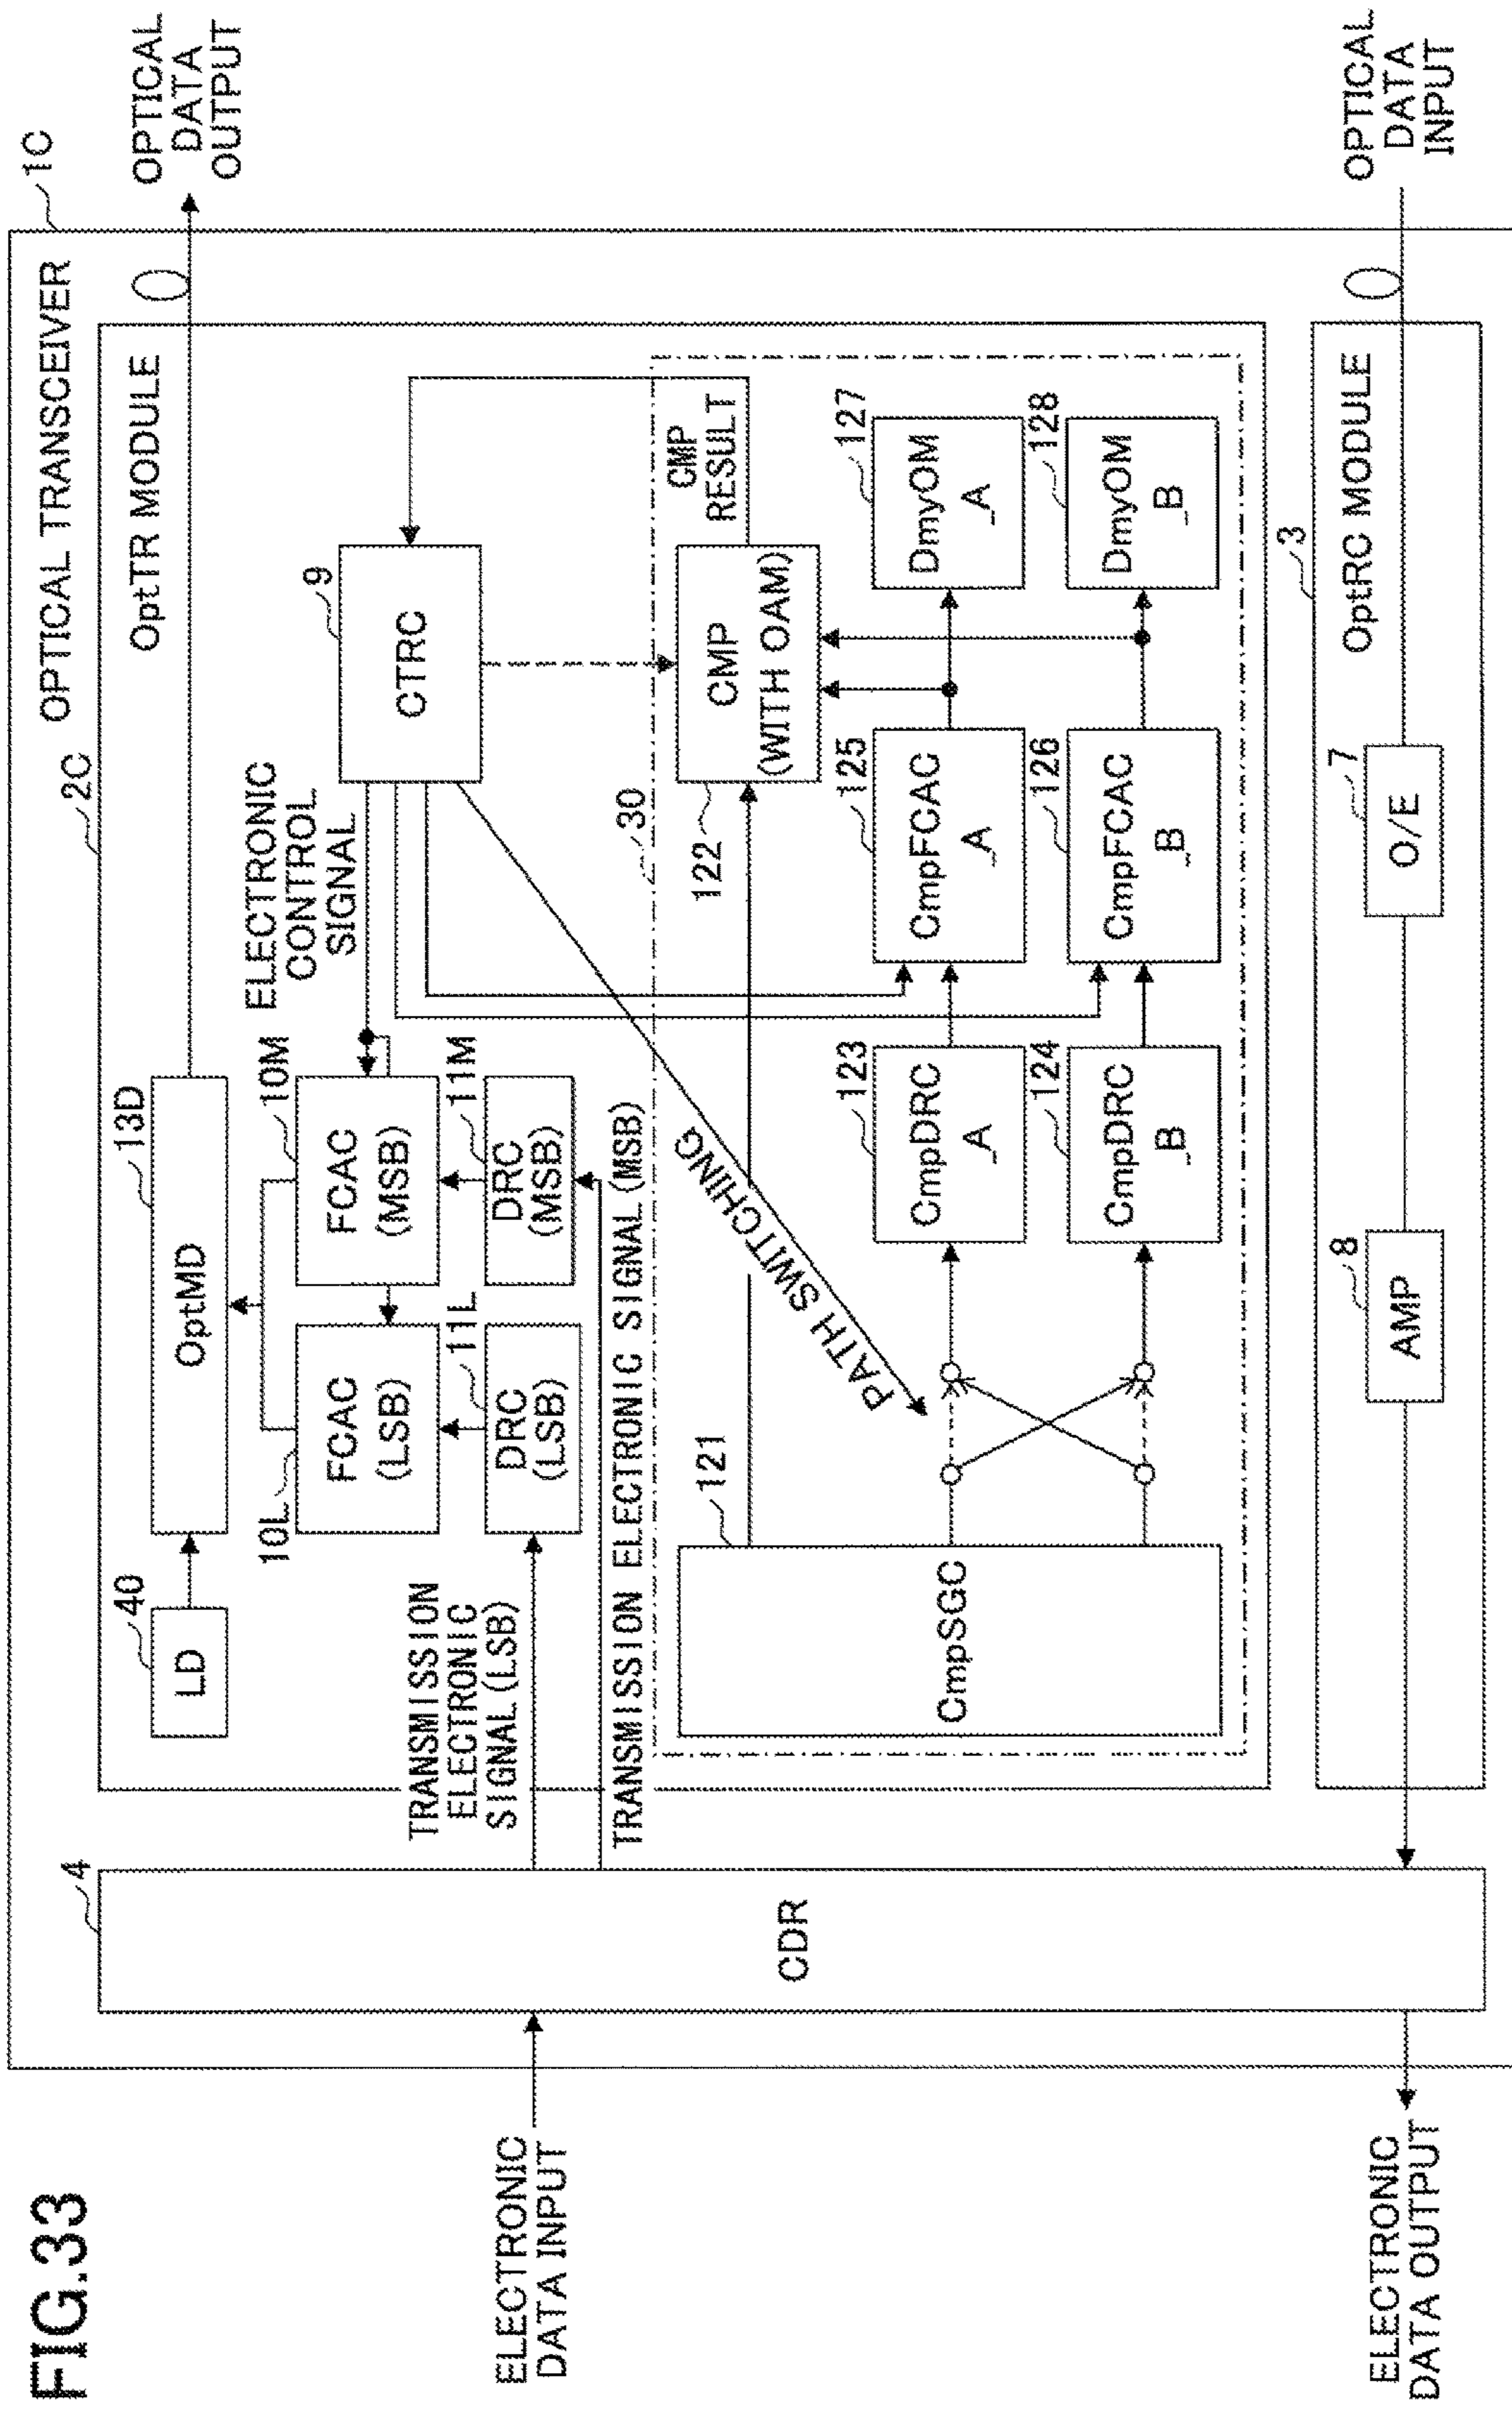 FIG.33
OPTICAL TRANSCEIVER
1C
2C
OptTR MODULE
OPTICAL
DATA
OUTPUT
40
LD
13D
OptMD
10L
FCAC
(LSB)
10M
FCAC
(MSB)
ELECTRONIC
CONTROL
SIGNAL
9
CTRC
11L
DRC
(LSB)
11M
DRC
(MSB)
TRANSMISSION
ELECTRONIC
SIGNAL(LSB)
TRANSMISSION ELECTRONIC SIGNAL(MSB)
ELECTRONIC
DATA INPUT
4
CDR
30
PATH SWITCHING
CMP
RESULT
121
CmpSGC
122
CMP
(WITH OAM)
123
CmpDRC
_A
125
CmpFCAC
_A
127
DmyOM
_A
124
CmpDRC
_B
126
CmpFCAC
_B
128
DmyOM
_B
3
OptRC MODULE
8
AMP
7
O/E
OPTICAL
DATA
INPUT
ELECTRONIC
DATA OUTPUT